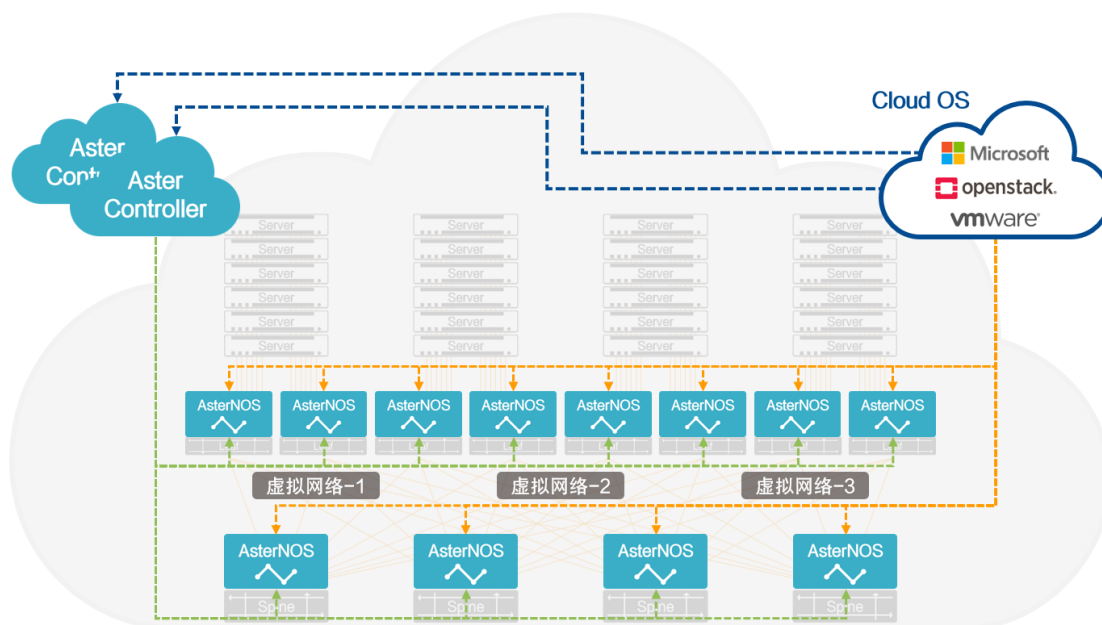 Cloud OS
Microsoft
openstack.
vmware
Aster
Aster
Controller
Server Server Server Server
Server Server Server Server
Server Server Server Server
Server Server Server Server
Server Server Server Server
Server Server Server Server
AsterNOS AsterNOS AsterNOS AsterNOS AsterNOS AsterNOS AsterNOS AsterNOS
虚拟网络-1 虚拟网络-2 虚拟网络-3
AsterNOS AsterNOS AsterNOS AsterNOS
Spine Spine Spine Spine